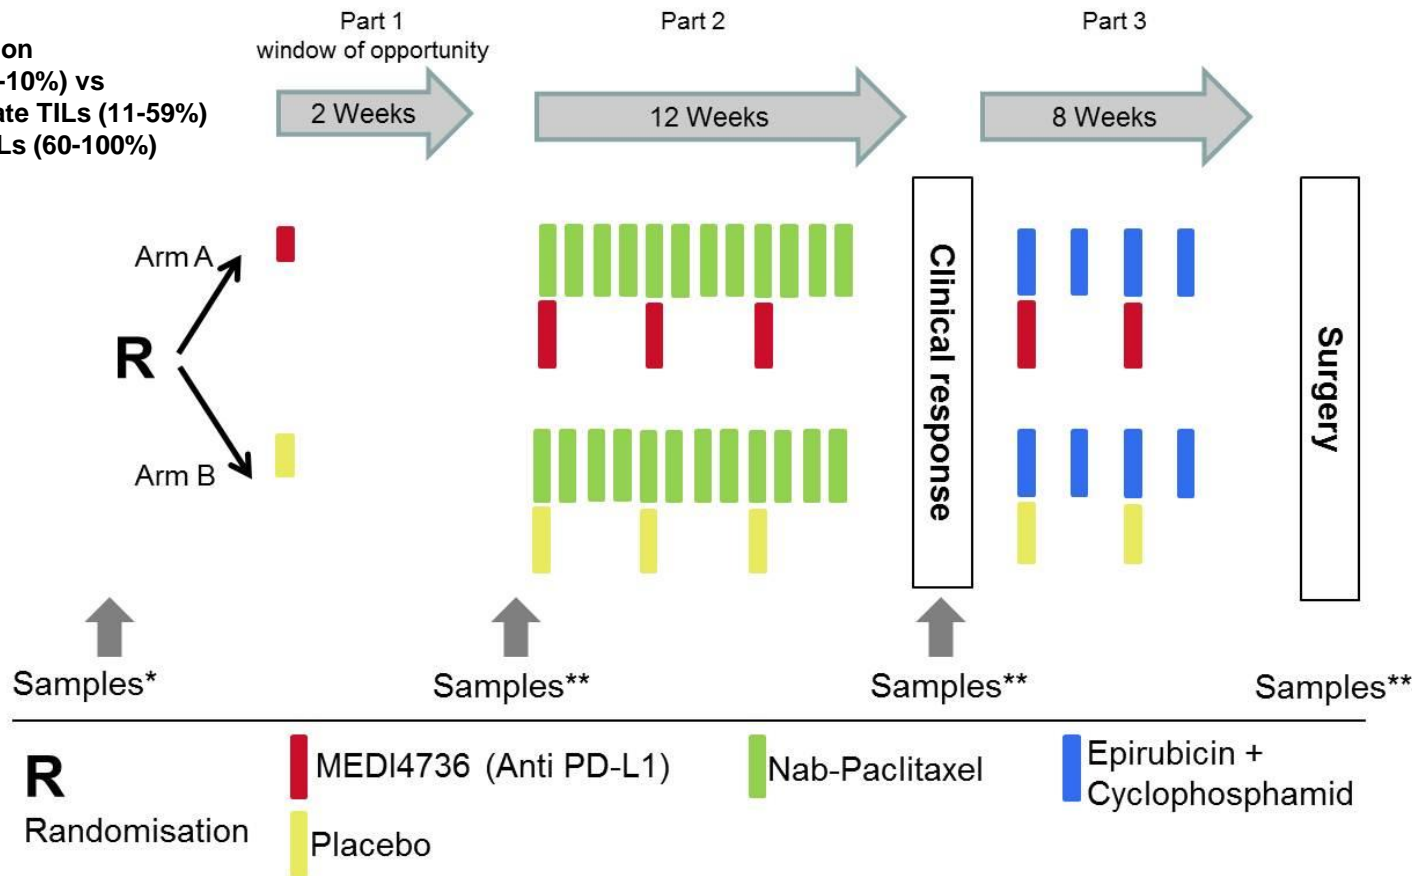 Part 1
window of opportunity
Part 2
Part 3
on
-10%) vs
ate TILs (11-59%)
Ls (60-100%)
2 Weeks
12 Weeks
8 Weeks
Arm A
R
Arm B
Clinical response
Surgery
Samples*
Samples**
Samples**
Samples**
R
Randomisation
MEDI4736 (Anti PD-L1)
Placebo
Nab-Paclitaxel
Epirubicin +
Cyclophosphamid